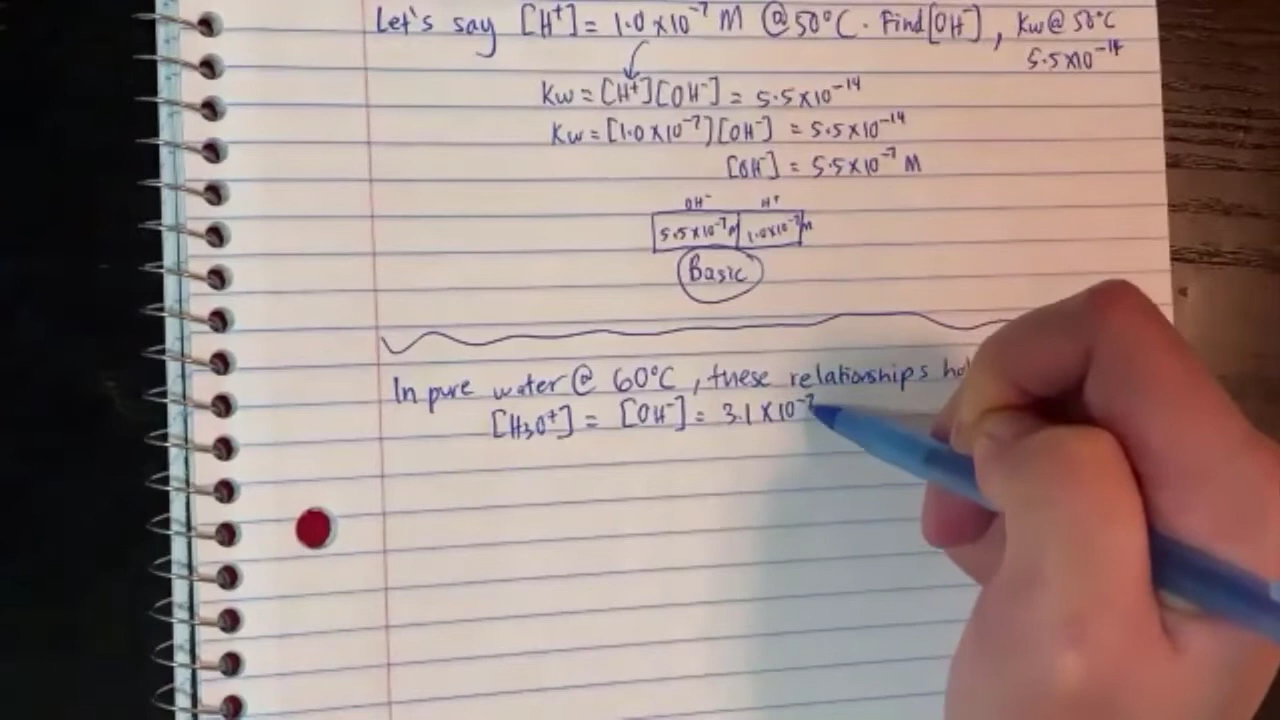 Let's say [H⁺] = 1.0 x 10⁻⁷ M @ 50°C. Find [OH⁻], Kw @ 50°C
5.5 x 10⁻¹⁴
Kw = [H⁺][OH⁻] = 5.5 x 10⁻¹⁴
Kw = [1.0 x 10⁻⁷][OH⁻] = 5.5 x 10⁻¹⁴
[OH⁻] = 5.5 x 10⁻⁷ M
OH⁻ H⁺
5.5 x 10⁻⁷ M 1.0 x 10⁻⁷ M
Basic
In pure water @ 60°C, these relationships
[H₃O⁺] = [OH⁻] = 3.1 x 10⁻⁷